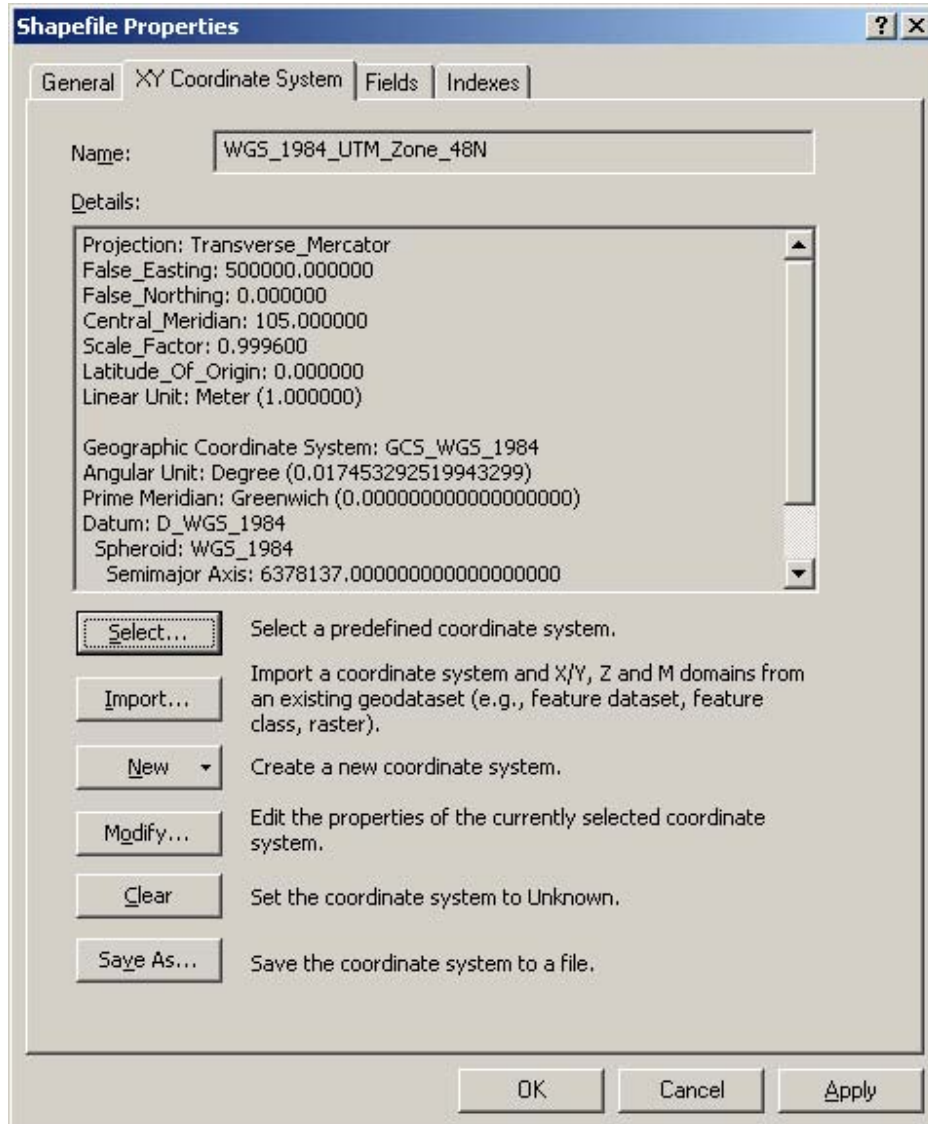 Shapefile Properties
General XY Coordinate System Fields Indexes
Name: WGS_1984_UTM_Zone_48N
Details:
Projection: Transverse_Mercator
False_Easting: 500000.000000
False_Northing: 0.000000
Central_Meridian: 105.000000
Scale_Factor: 0.999600
Latitude_Of_Origin: 0.000000
Linear Unit: Meter (1.000000)
Geographic Coordinate System: GCS_WGS_1984
Angular Unit: Degree (0.017453292519943299)
Prime Meridian: Greenwich (0.000000000000000000)
Datum: D_WGS_1984
Spheroid: WGS_1984
Semimajor Axis: 6378137.000000000000000000
Select... Select a predefined coordinate system.
Import... Import a coordinate system and X/Y, Z and M domains from
an existing geodataset (e.g., feature dataset, feature
class, raster).
New Create a new coordinate system.
Modify... Edit the properties of the currently selected coordinate
system.
Clear Set the coordinate system to Unknown.
Save As... Save the coordinate system to a file.
OK Cancel Apply